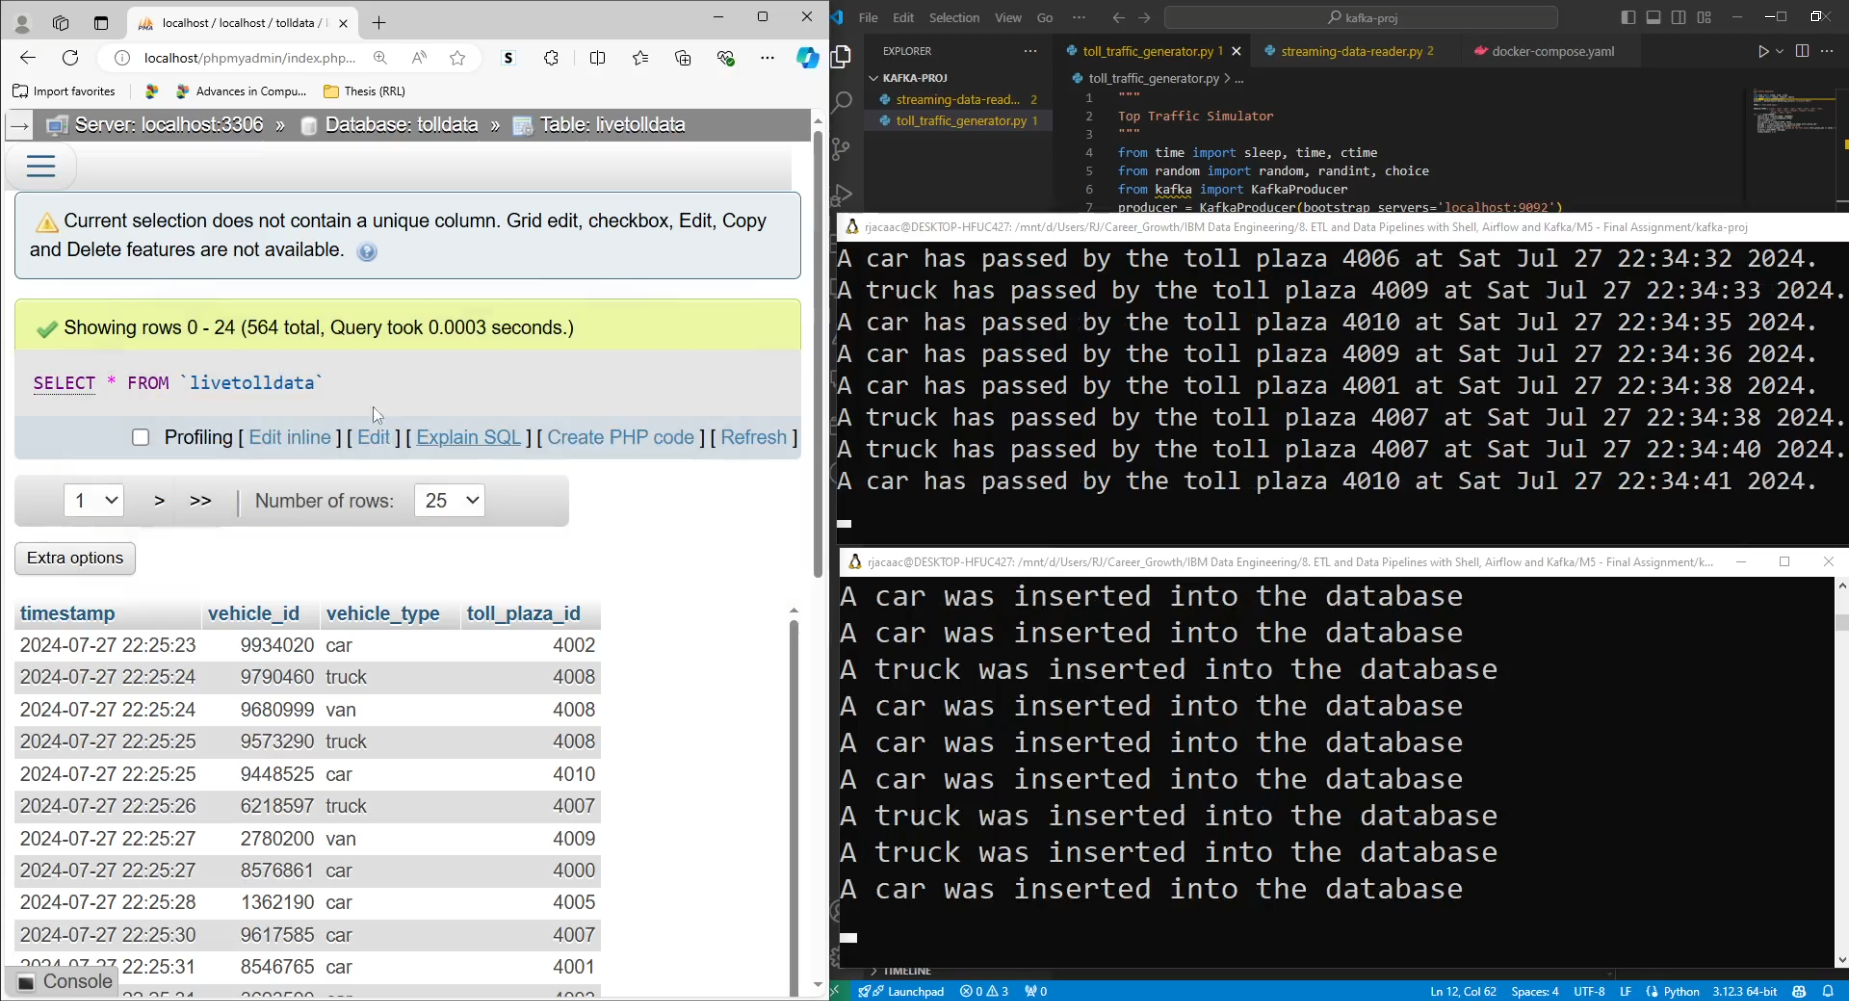 localhost / localhost / tolldata / l
localhost/phpmyadmin/index.php...
Import favorites
Advances in Compu...
Thesis (RRL)
Server: localhost:3306 » Database: tolldata » Table: livetolldata
Current selection does not contain a unique column. Grid edit, checkbox, Edit, Copy
and Delete features are not available.
Showing rows 0 - 24 (564 total, Query took 0.0003 seconds.)
SELECT * FROM `livetolldata`
Profiling [ Edit inline ] [ Edit ] [ Explain SQL ] [ Create PHP code ] [ Refresh ]
1 > >> Number of rows: 25
Extra options
timestamp vehicle_id vehicle_type toll_plaza_id
2024-07-27 22:25:23 9934020 car 4002
2024-07-27 22:25:24 9790460 truck 4008
2024-07-27 22:25:24 9680999 van 4008
2024-07-27 22:25:25 9573290 truck 4008
2024-07-27 22:25:25 9448525 car 4010
2024-07-27 22:25:26 6218597 truck 4007
2024-07-27 22:25:27 2780200 van 4009
2024-07-27 22:25:27 8576861 car 4000
2024-07-27 22:25:28 1362190 car 4005
2024-07-27 22:25:30 9617585 car 4007
2024-07-27 22:25:31 8546765 car 4001
Console
File Edit Selection View Go ... kafka-proj
EXPLORER ...
KAFKA-PROJ
streaming-data-read... 2
toll_traffic_generator.py 1
toll_traffic_generator.py 1
streaming-data-reader.py 2
docker-compose.yaml
toll_traffic_generator.py > ...
1 """
2 Top Traffic Simulator
3 """
4 from time import sleep, time, ctime
5 from random import random, randint, choice
6 from kafka import KafkaProducer
7 producer = KafkaProducer(bootstrap_servers='localhost:9092')
rjacaac@DESKTOP-HFUC427: /mnt/d/Users/RJ/Career_Growth/IBM Data Engineering/8. ETL and Data Pipelines with Shell, Airflow and Kafka/M5 - Final Assignment/kafka-proj
A car has passed by the toll plaza 4006 at Sat Jul 27 22:34:32 2024.
A truck has passed by the toll plaza 4009 at Sat Jul 27 22:34:33 2024.
A car has passed by the toll plaza 4010 at Sat Jul 27 22:34:35 2024.
A car has passed by the toll plaza 4009 at Sat Jul 27 22:34:36 2024.
A car has passed by the toll plaza 4001 at Sat Jul 27 22:34:38 2024.
A truck has passed by the toll plaza 4007 at Sat Jul 27 22:34:38 2024.
A truck has passed by the toll plaza 4007 at Sat Jul 27 22:34:40 2024.
A car has passed by the toll plaza 4010 at Sat Jul 27 22:34:41 2024.
rjacaac@DESKTOP-HFUC427: /mnt/d/Users/RJ/Career_Growth/IBM Data Engineering/8. ETL and Data Pipelines with Shell, Airflow and Kafka/M5 - Final Assignment/k...
A car was inserted into the database
A car was inserted into the database
A truck was inserted into the database
A car was inserted into the database
A car was inserted into the database
A car was inserted into the database
A truck was inserted into the database
A truck was inserted into the database
A car was inserted into the database
TIMELINE
Launchpad 0 3 0 Ln 12, Col 62 Spaces: 4 UTF-8 LF Python 3.12.3 64-bit